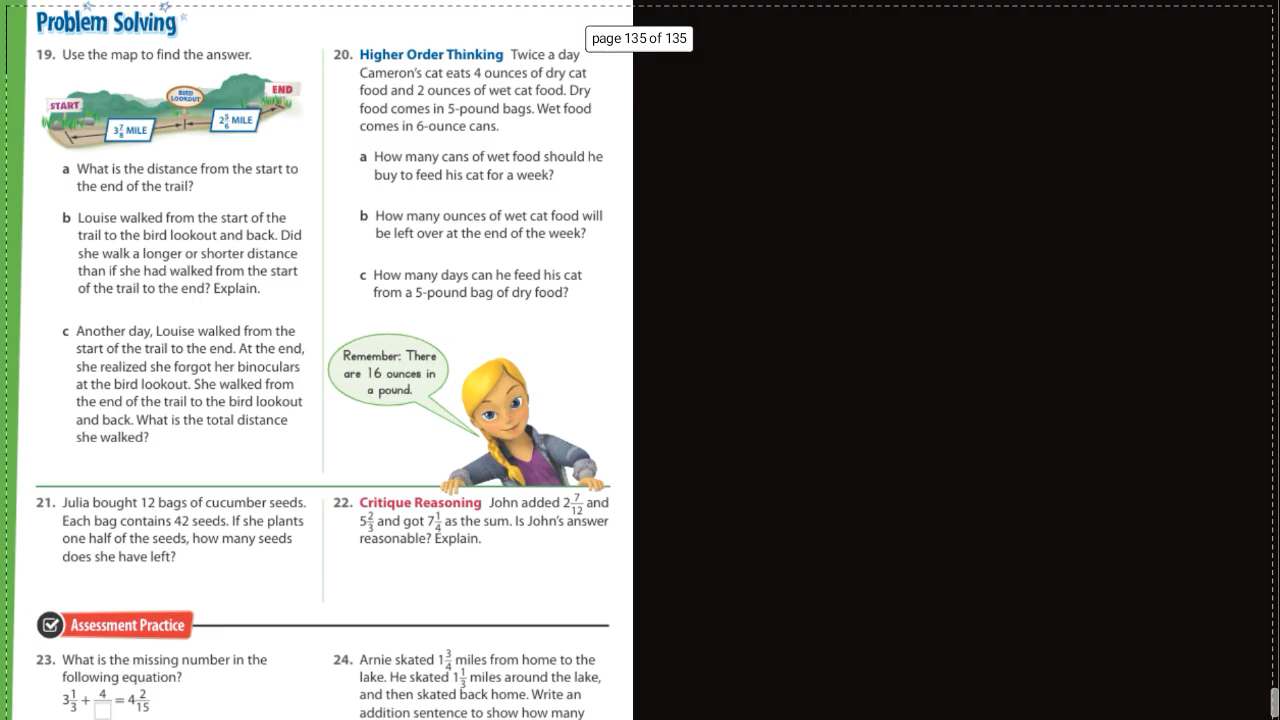 Problem Solving
page 135 of 135
19. Use the map to find the answer.
START
BIRD
LOOKOUT
END
3 7/8 MILE
2 5/6 MILE
a What is the distance from the start to
the end of the trail?
b Louise walked from the start of the
trail to the bird lookout and back. Did
she walk a longer or shorter distance
than if she had walked from the start
of the trail to the end? Explain.
c Another day, Louise walked from the
start of the trail to the end. At the end,
she realized she forgot her binoculars
at the bird lookout. She walked from
the end of the trail to the bird lookout
and back. What is the total distance
she walked?
20. Higher Order Thinking Twice a day
Cameron's cat eats 4 ounces of dry cat
food and 2 ounces of wet cat food. Dry
food comes in 5-pound bags. Wet food
comes in 6-ounce cans.
a How many cans of wet food should he
buy to feed his cat for a week?
b How many ounces of wet cat food will
be left over at the end of the week?
c How many days can he feed his cat
from a 5-pound bag of dry food?
Remember: There
are 16 ounces in
a pound.
21. Julia bought 12 bags of cucumber seeds.
Each bag contains 42 seeds. If she plants
one half of the seeds, how many seeds
does she have left?
22. Critique Reasoning John added 2 7/12 and
5 2/3 and got 7 1/4 as the sum. Is John's answer
reasonable? Explain.
Assessment Practice
23. What is the missing number in the
following equation?
3 1/3 + 4/□ = 4 2/15
24. Arnie skated 1 3/4 miles from home to the
lake. He skated 1 1/3 miles around the lake,
and then skated back home. Write an
addition sentence to show how many